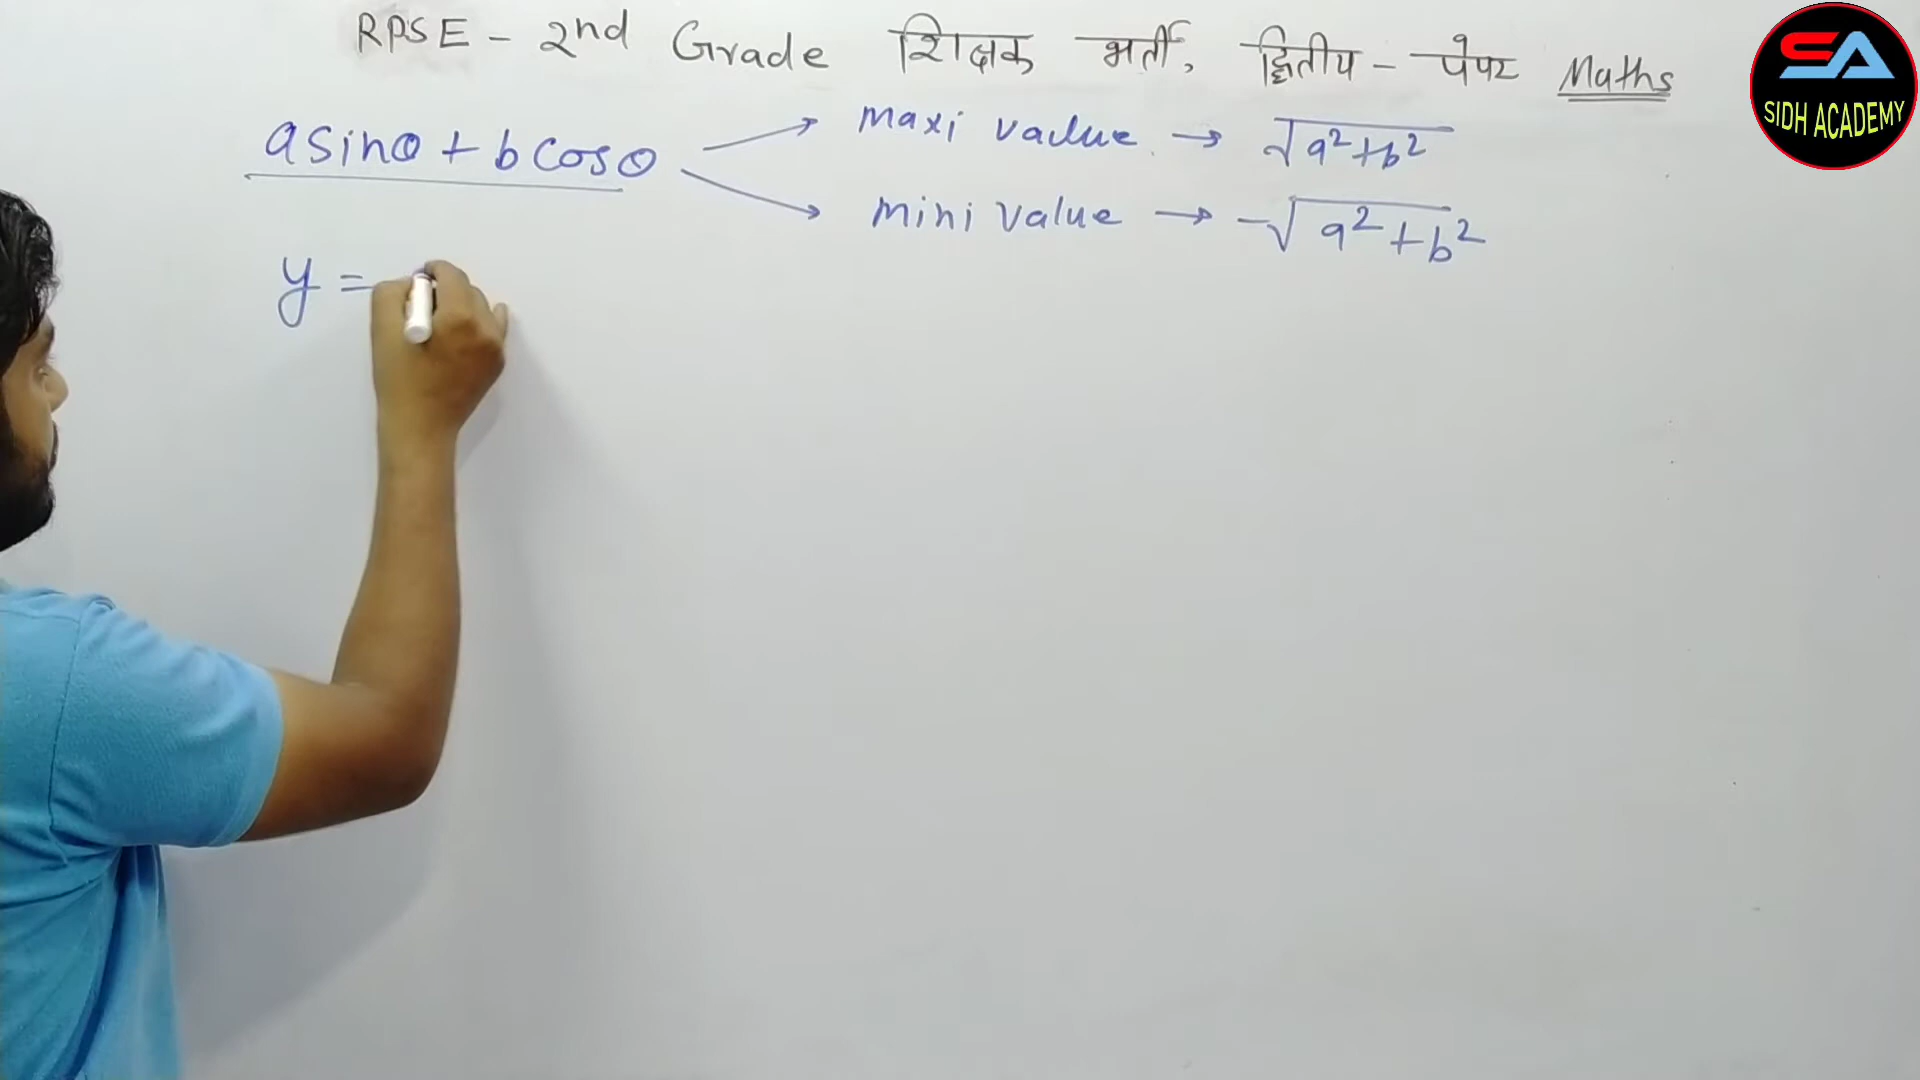 RPSE - 2nd Grade शिक्षक भर्ती, द्वितीय - पेपर Maths
SA
SIDH ACADEMY
asinθ + bcosθ → maxi value → √a²+b²
→ mini value → -√a²+b²
y =